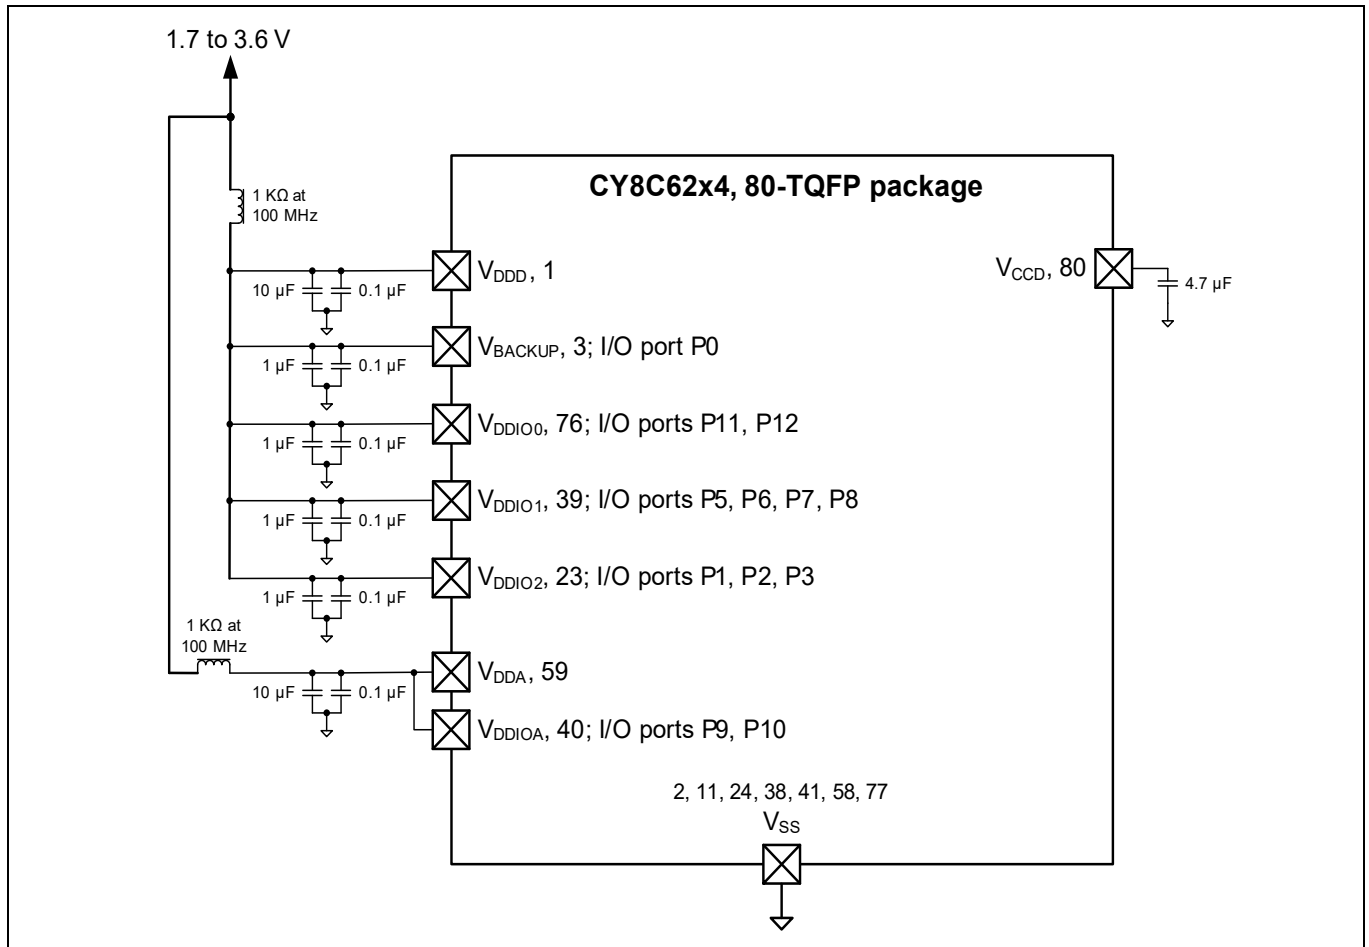 1.7 to 3.6 V
1 KΩ at
100 MHz
CY8C62x4, 80-TQFP package
VDDD, 1
VCCD, 80
10 µF
0.1 µF
4.7 µF
VBACKUP, 3; I/O port P0
1 µF
0.1 µF
VDDIO0, 76; I/O ports P11, P12
1 µF
0.1 µF
VDDIO1, 39; I/O ports P5, P6, P7, P8
1 µF
0.1 µF
VDDIO2, 23; I/O ports P1, P2, P3
1 µF
0.1 µF
1 KΩ at
100 MHz
VDDA, 59
10 µF
0.1 µF
VDDIOA, 40; I/O ports P9, P10
2, 11, 24, 38, 41, 58, 77
VSS